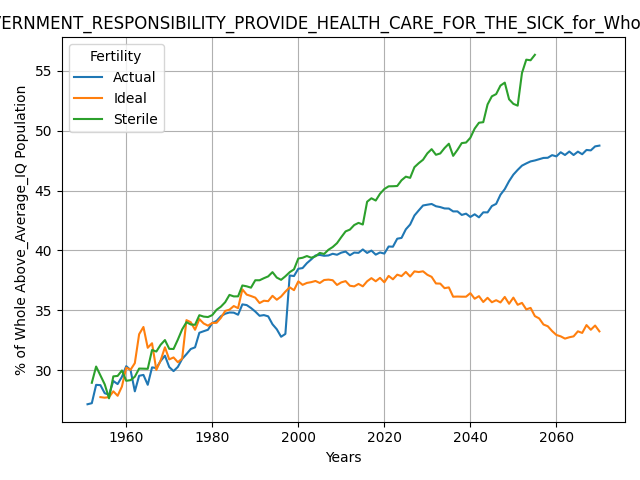 VERNMENT_RESPONSIBILITY_PROVIDE_HEALTH_CARE_FOR_THE_SICK_for_Who
Fertility
Actual
Ideal
Sterile
% of Whole Above_Average_IQ Population
55
50
45
40
35
30
1960
1980
2000
2020
2040
2060
Years